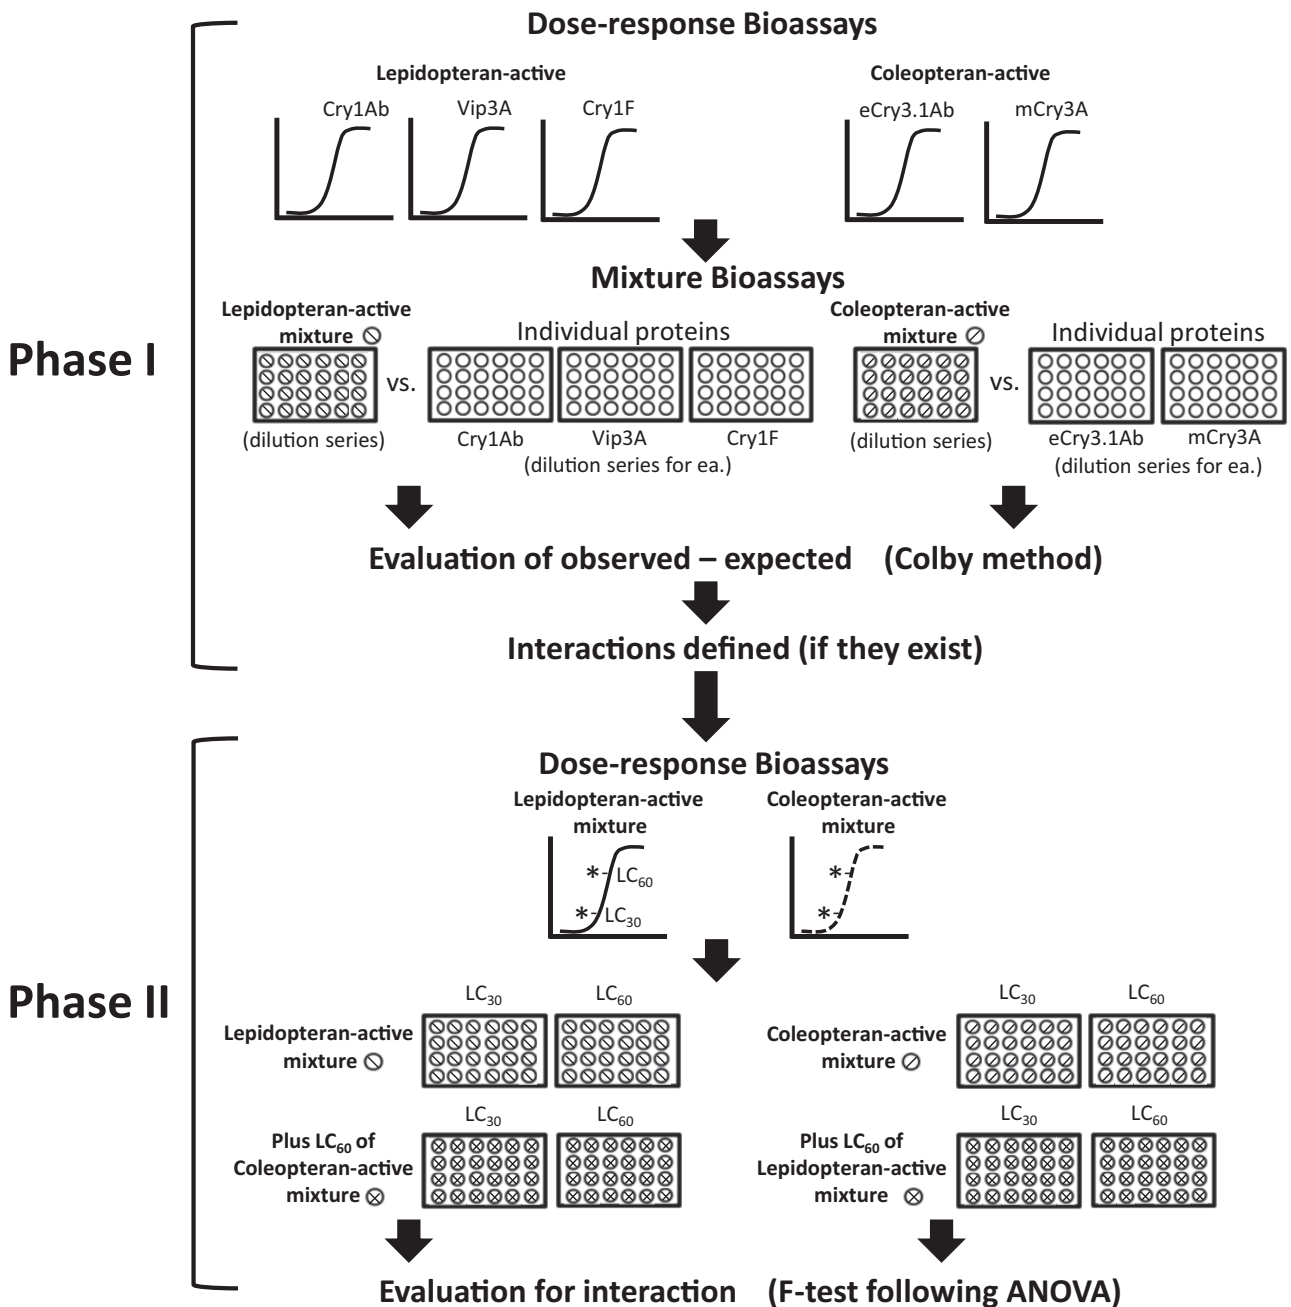 Dose-response Bioassays
Lepidopteran-active
Coleopteran-active
Cry1Ab
Vip3A
Cry1F
eCry3.1Ab
mCry3A
Phase I
Mixture Bioassays
Lepidopteran-active
mixture
Individual proteins
Coleopteran-active
mixture
Individual proteins
vs.
vs.
(dilution series)
Cry1Ab
Vip3A
Cry1F
(dilution series for ea.)
(dilution series)
eCry3.1Ab
mCry3A
(dilution series for ea.)
Evaluation of observed – expected (Colby method)
Interactions defined (if they exist)
Phase II
Dose-response Bioassays
Lepidopteran-active
mixture
Coleopteran-active
mixture
*
LC60
*
LC30
*
*
LC30
LC60
LC30
LC60
Lepidopteran-active
mixture
Coleopteran-active
mixture
LC30
LC60
LC30
LC60
Plus LC60 of
Coleopteran-active
mixture
Plus LC60 of
Lepidopteran-active
mixture
Evaluation for interaction (F-test following ANOVA)